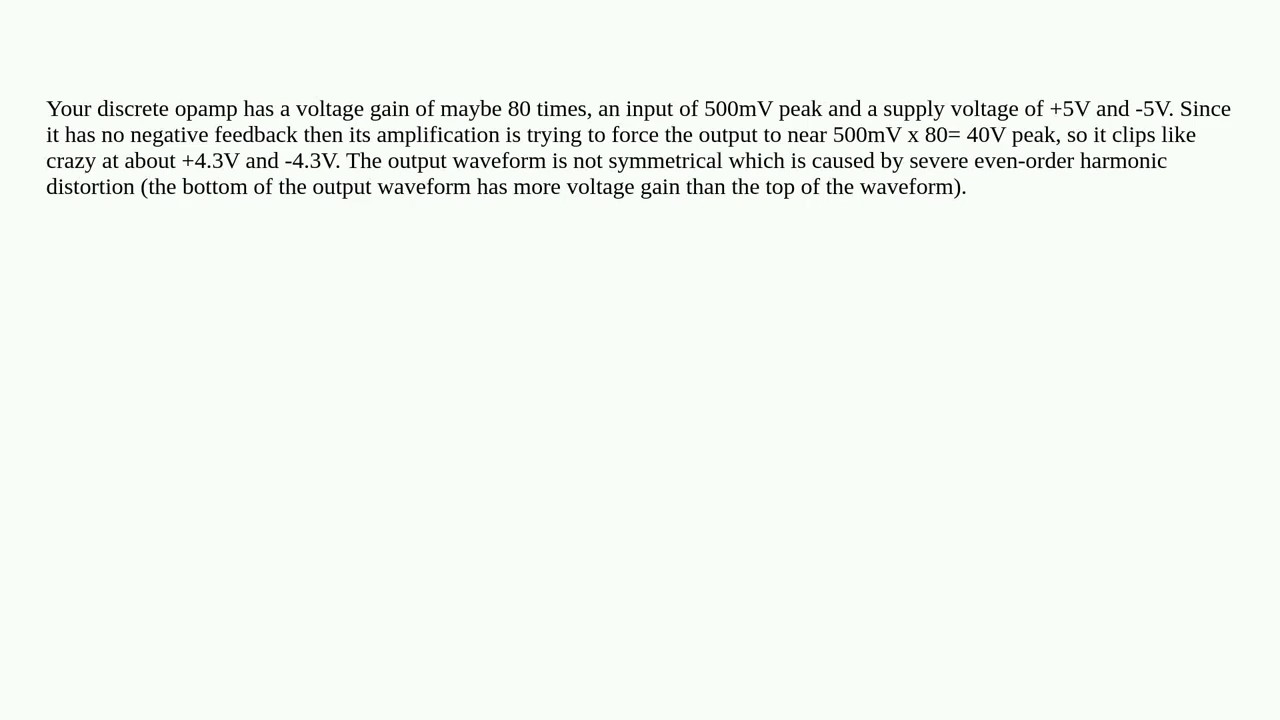 Your discrete opamp has a voltage gain of maybe 80 times, an input of 500mV peak and a supply voltage of +5V and -5V. Since
it has no negative feedback then its amplification is trying to force the output to near 500mV x 80= 40V peak, so it clips like
crazy at about +4.3V and -4.3V. The output waveform is not symmetrical which is caused by severe even-order harmonic
distortion (the bottom of the output waveform has more voltage gain than the top of the waveform).